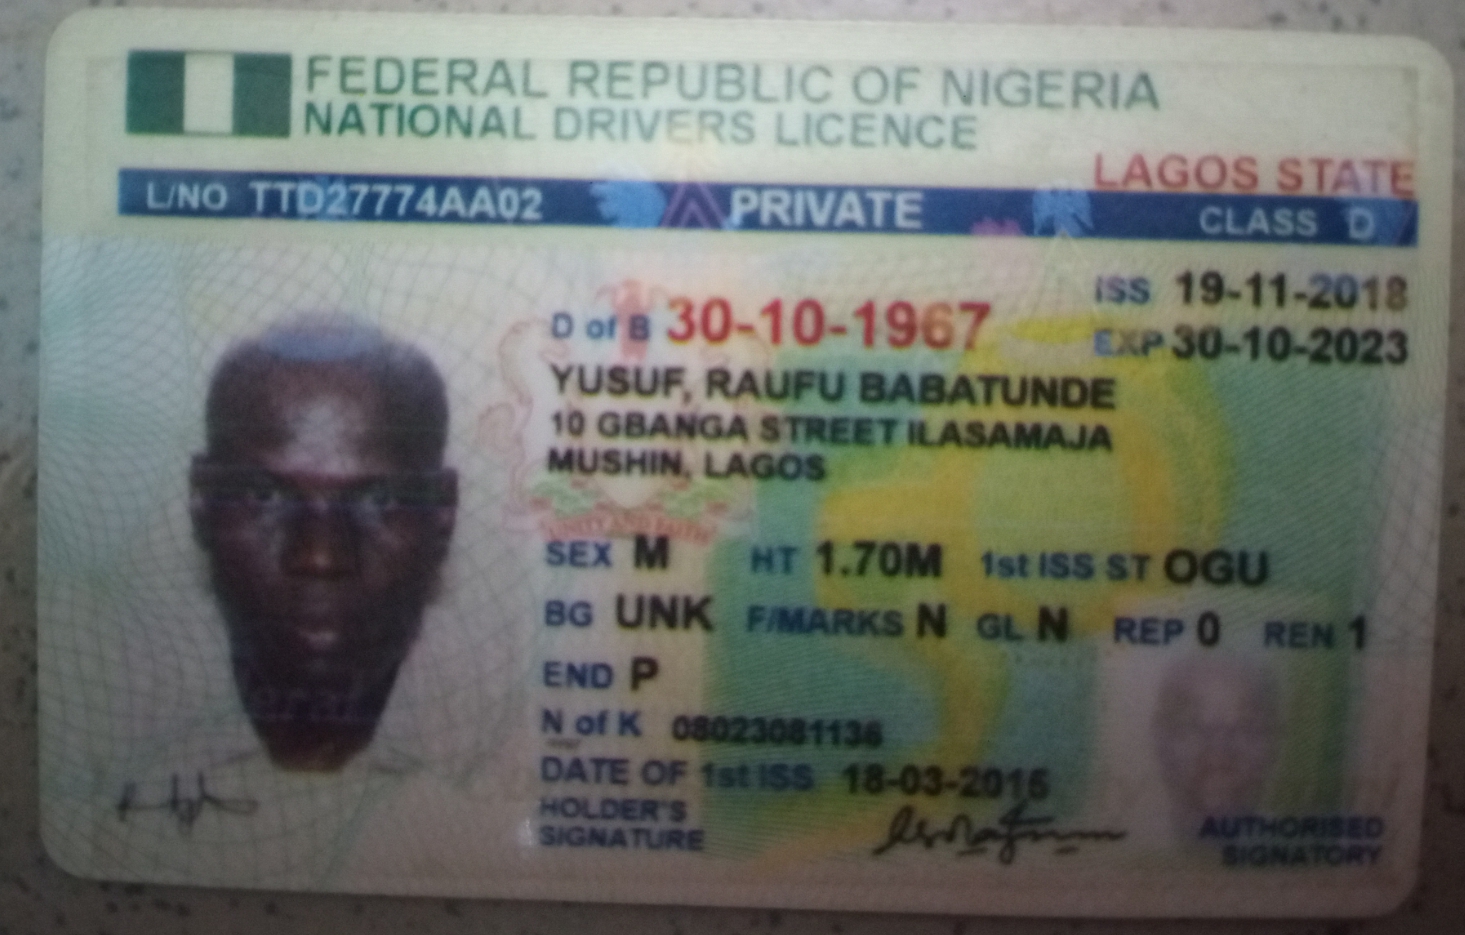 FEDERAL REPUBLIC OF NIGERIA
NATIONAL DRIVERS LICENCE
LAGOS STATE
L/NO TTD27774AA02 PRIVATE CLASS D
ISS 19-11-2018
D of B 30-10-1967
EXP 30-10-2023
YUSUF, RAUFU BABATUNDE
10 GBANGA STREET ILASAMAJA
MUSHIN, LAGOS
SEX M HT 1.70M 1st ISS ST OGU
BG UNK F/MARKS N GL N REP 0 REN 1
END P
N of K 08023081136
DATE OF 1st ISS 18-03-2015
HOLDER'S
SIGNATURE
AUTHORISED
SIGNATORY